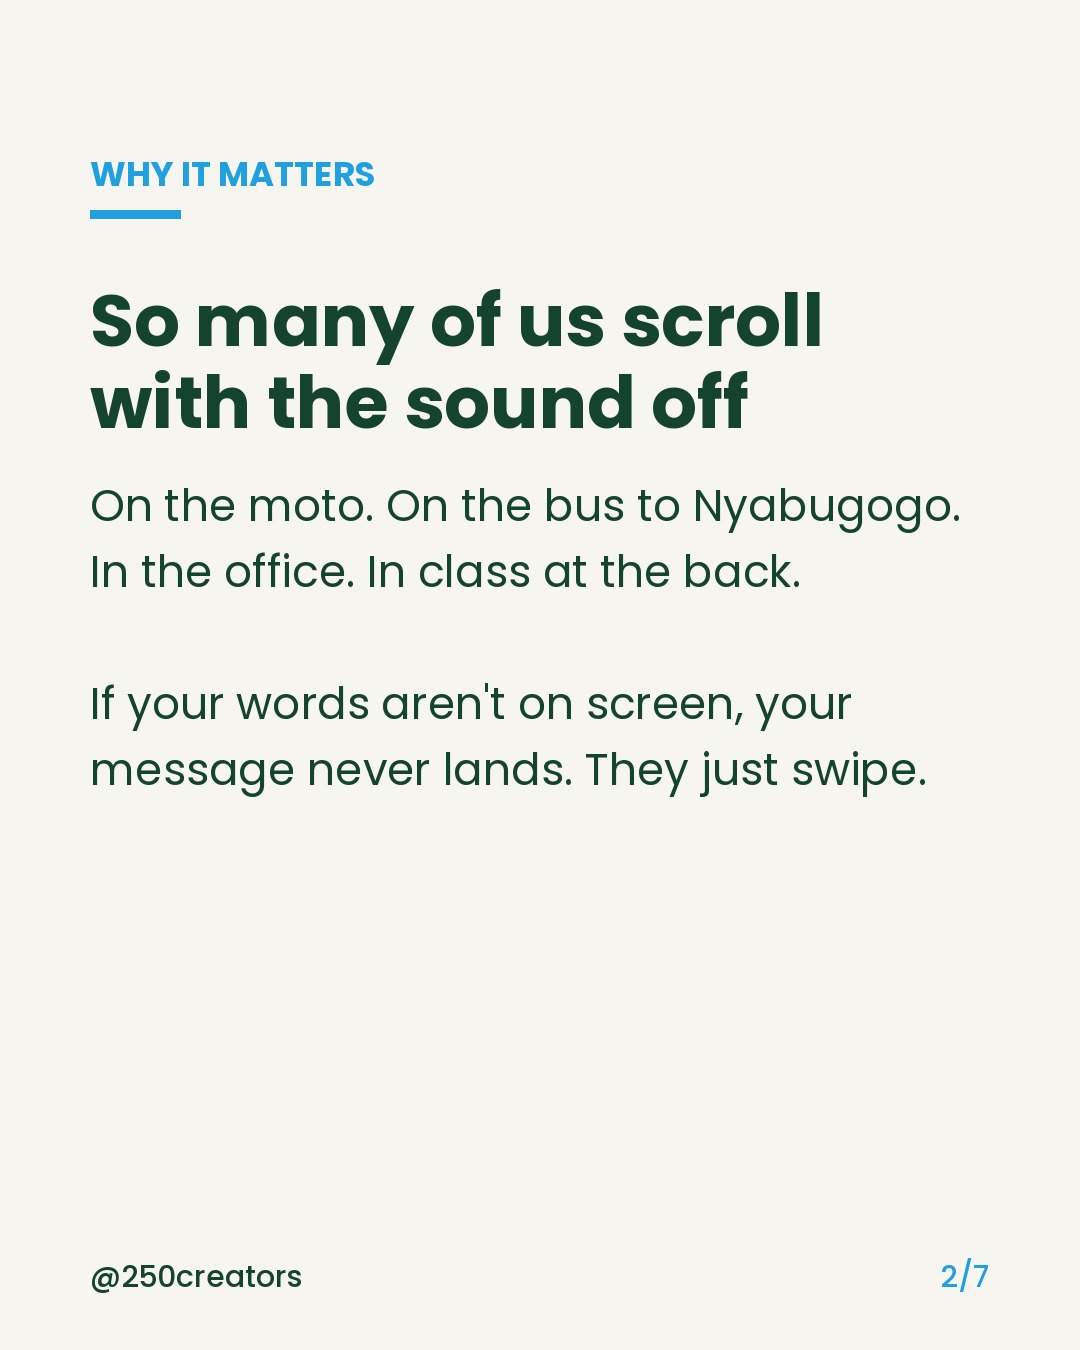 WHY IT MATTERS
So many of us scroll
with the sound off
On the moto. On the bus to Nyabugogo.
In the office. In class at the back.
If your words aren't on screen, your
message never lands. They just swipe.
@250creators
2/7